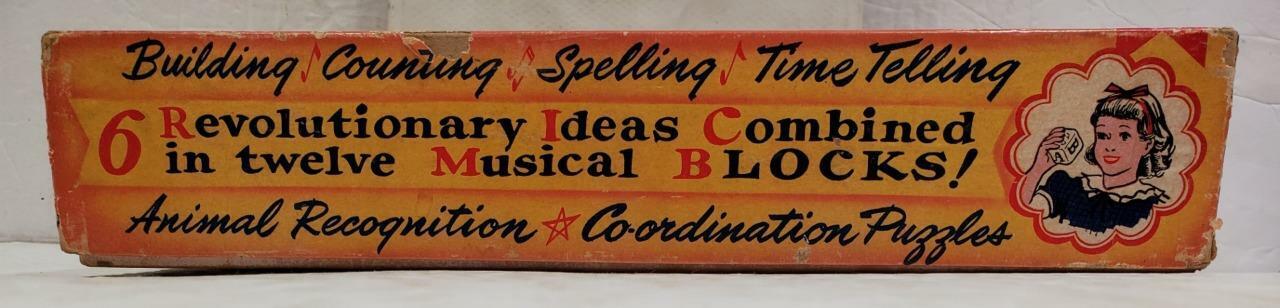 Building Counting Spelling Time Telling
6 Revolutionary Ideas Combined
in twelve Musical BLOCKS!
Animal Recognition ☆ Co-ordination Puzzles
A B